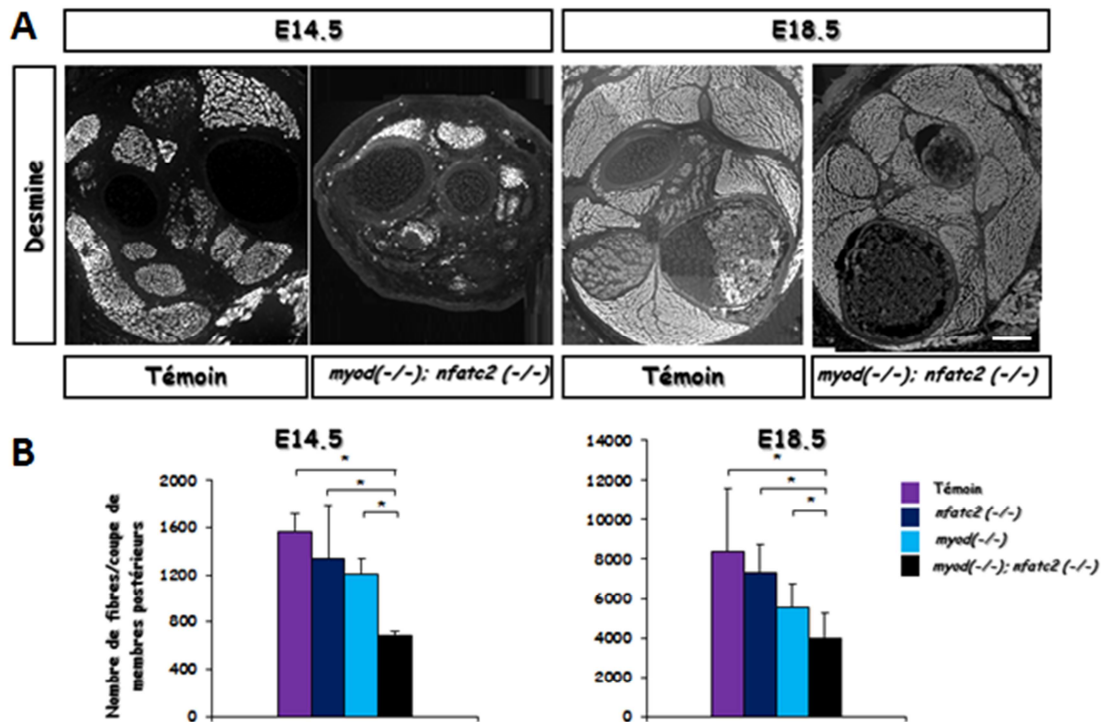 A
E14.5
E18.5
Desmine
Témoin
myod(-/-); nfatc2 (-/-)
Témoin
myod(-/-); nfatc2 (-/-)
B
E14.5
E18.5
Nombre de fibres/coupe de
membres postérieurs
2000
1600
1200
800
400
0
*
*
*
14000
12000
10000
8000
6000
4000
2000
0
*
*
*
Témoin
nfatc2 (-/-)
myod(-/-)
myod(-/-); nfatc2 (-/-)